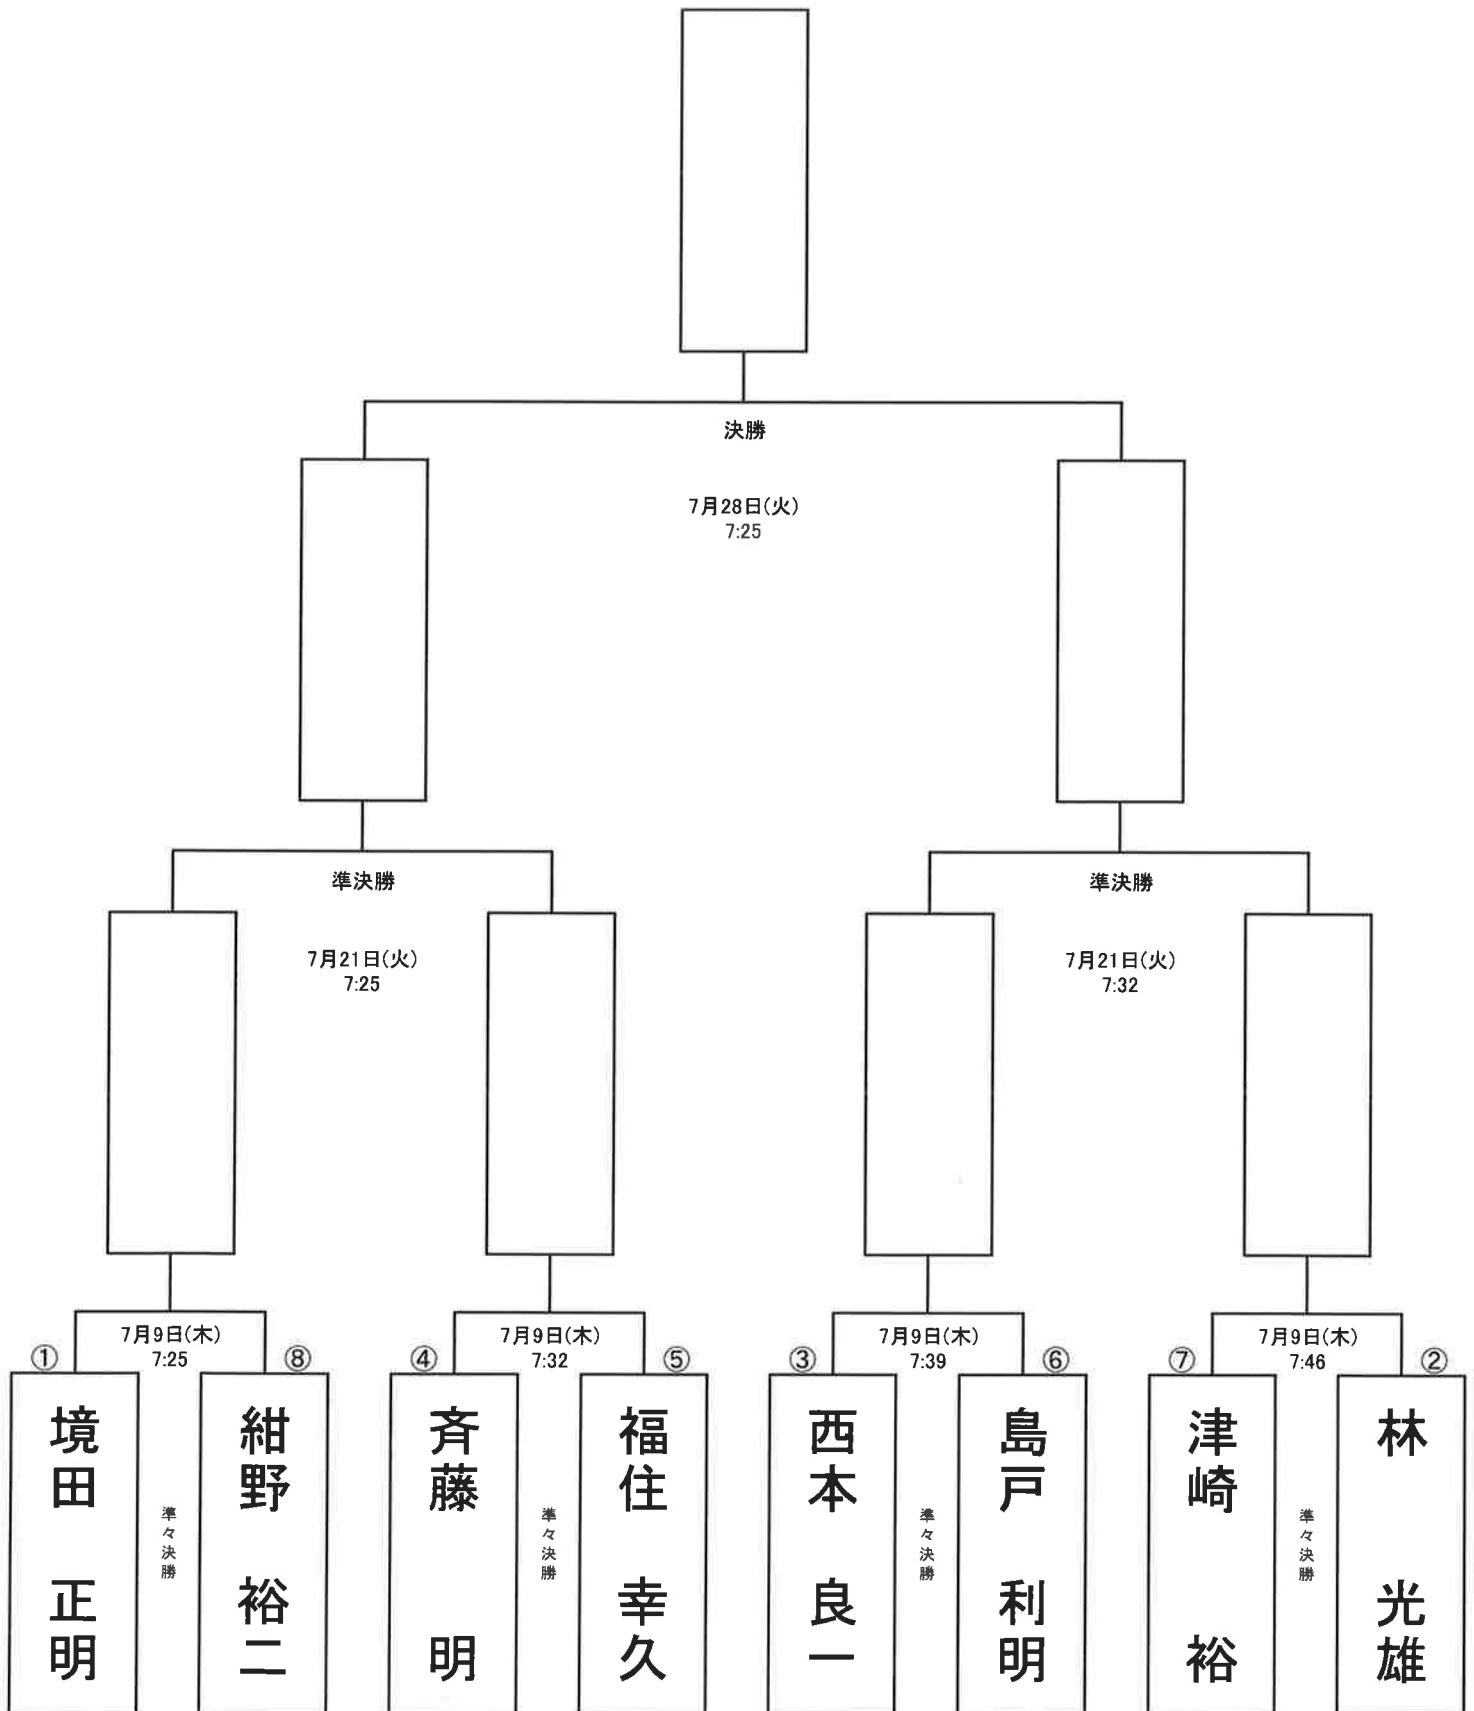 決勝
7月28日(火)
7:25
準決勝
7月21日(火)
7:25
準決勝
7月21日(火)
7:32
7月9日(木)
7:25
7月9日(木)
7:32
7月9日(木)
7:39
7月9日(木)
7:46
①
境田 正明
準々決勝
⑧
紺野 裕二
④
斉藤 明
準々決勝
⑤
福住 幸久
③
西本 良一
準々決勝
⑥
島戸 利明
⑦
津崎 裕
準々決勝
②
林 光雄